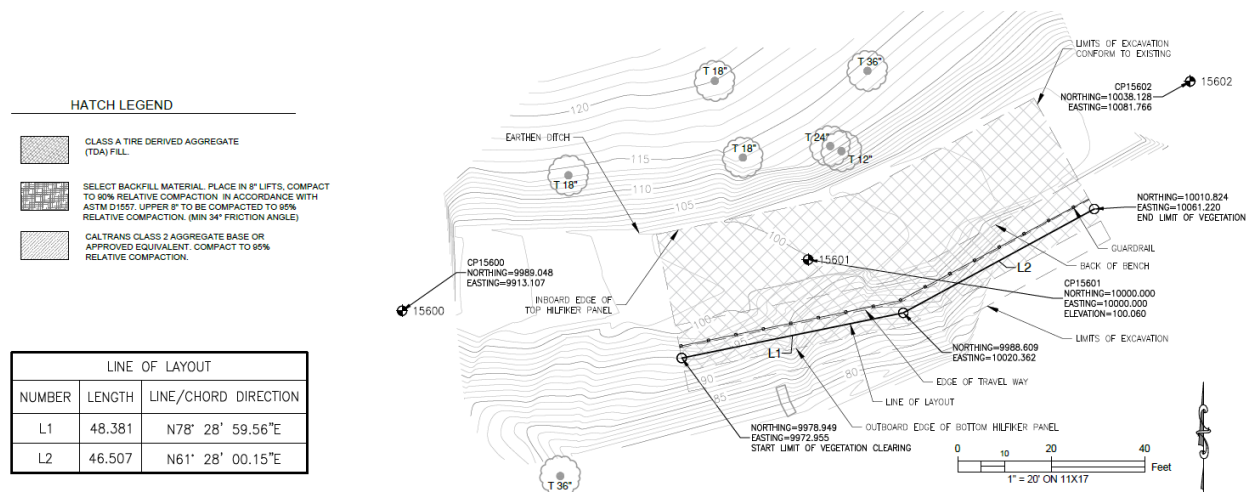 HATCH LEGEND
CLASS A TIRE DERIVED AGGREGATE
(TDA) FILL.
SELECT BACKFILL MATERIAL. PLACE IN 8" LIFTS, COMPACT
TO 90% RELATIVE COMPACTION IN ACCORDANCE WITH
ASTM D1557. UPPER 8" TO BE COMPACTED TO 95%
RELATIVE COMPACTION. (MIN 34° FRICTION ANGLE)
CALTRANS CLASS 2 AGGREGATE BASE OR
APPROVED EQUIVALENT. COMPACT TO 95%
RELATIVE COMPACTION.
LINE OF LAYOUT
NUMBER LENGTH LINE/CHORD DIRECTION
L1 48.381 N78° 28' 59.56"E
L2 46.507 N61° 28' 00.15"E
T 18"
T 36"
LIMITS OF EXCAVATION
CONFORM TO EXISTING
CP15602
NORTHING=10038.128
EASTING=10081.766
15602
120
EARTHEN DITCH
T 24"
T 12"
T 18"
115
T 18"
110
105
100
NORTHING=10010.824
EASTING=10061.220
END LIMIT OF VEGETATION
GUARDRAIL
BACK OF BENCH
CP15600
NORTHING=9989.048
EASTING=9913.107
15600
15601
L2
CP15601
NORTHING=10000.000
EASTING=10000.000
ELEVATION=100.060
INBOARD EDGE OF
TOP HILFIKER PANEL
100
95
LIMITS OF EXCAVATION
NORTHING=9988.609
EASTING=10020.362
L1
90
85
80
EDGE OF TRAVEL WAY
LINE OF LAYOUT
OUTBOARD EDGE OF BOTTOM HILFIKER PANEL
NORTHING=9978.949
EASTING=9972.955
START LIMIT OF VEGETATION CLEARING
T 36"
0 10 20 40
Feet
1" = 20' ON 11X17